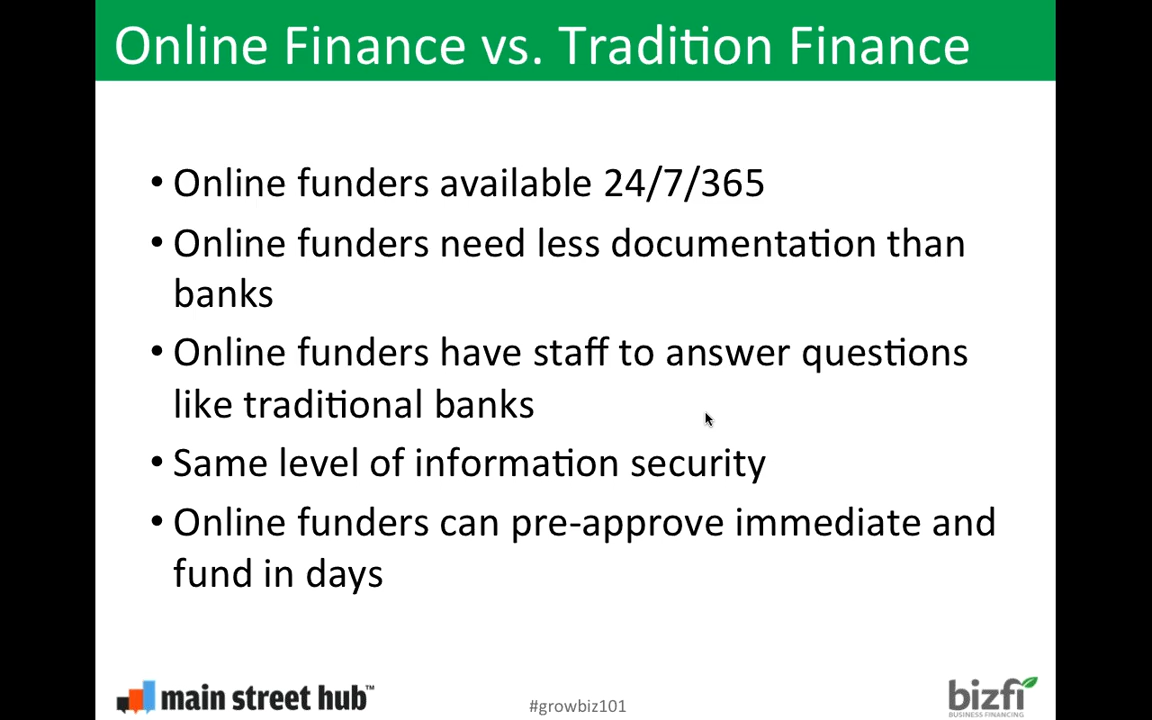 Online Finance vs. Tradition Finance
• Online funders available 24/7/365
• Online funders need less documentation than
banks
• Online funders have staff to answer questions
like traditional banks
• Same level of information security
• Online funders can pre-approve immediate and
fund in days
main street hub™
#growbiz101
bizfi
BUSINESS FINANCING